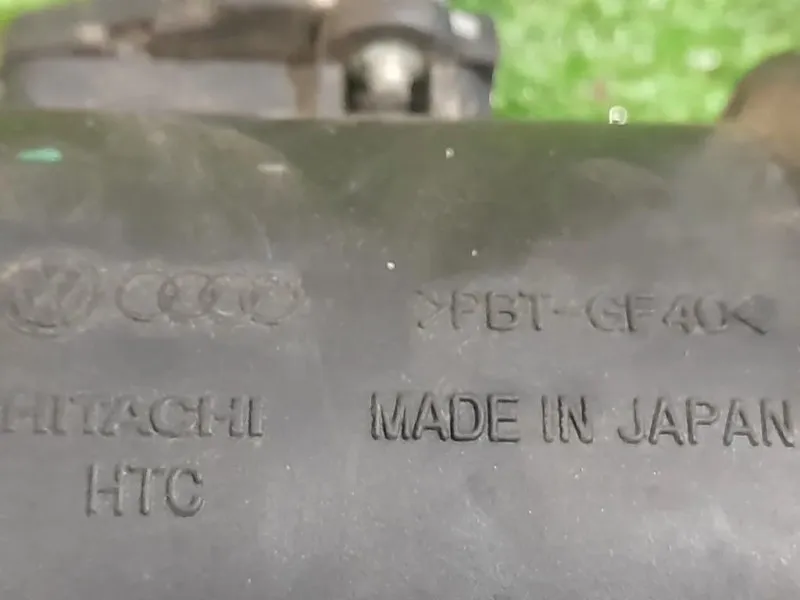 >PBT-GF40<
HITACHI
MADE IN JAPAN
HTC